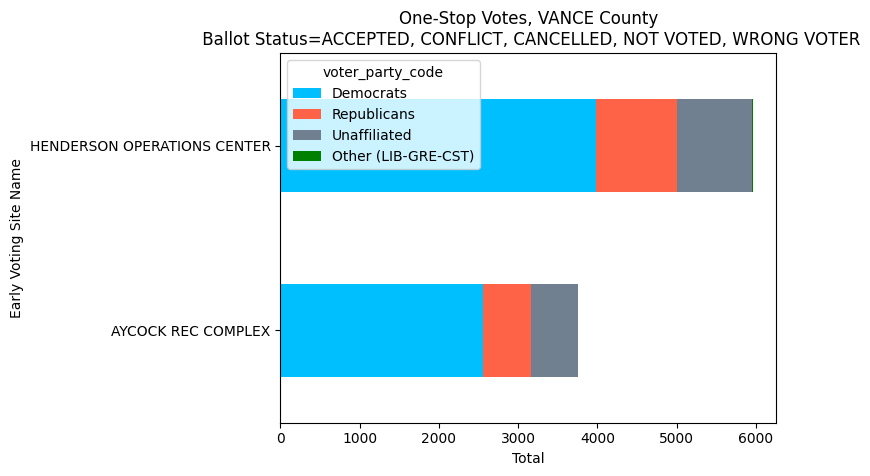 One-Stop Votes, VANCE County
Ballot Status=ACCEPTED, CONFLICT, CANCELLED, NOT VOTED, WRONG VOTER
voter_party_code
Democrats
Republicans
Unaffiliated
Other (LIB-GRE-CST)
Early Voting Site Name
HENDERSON OPERATIONS CENTER
AYCOCK REC COMPLEX
0 1000 2000 3000 4000 5000 6000
Total